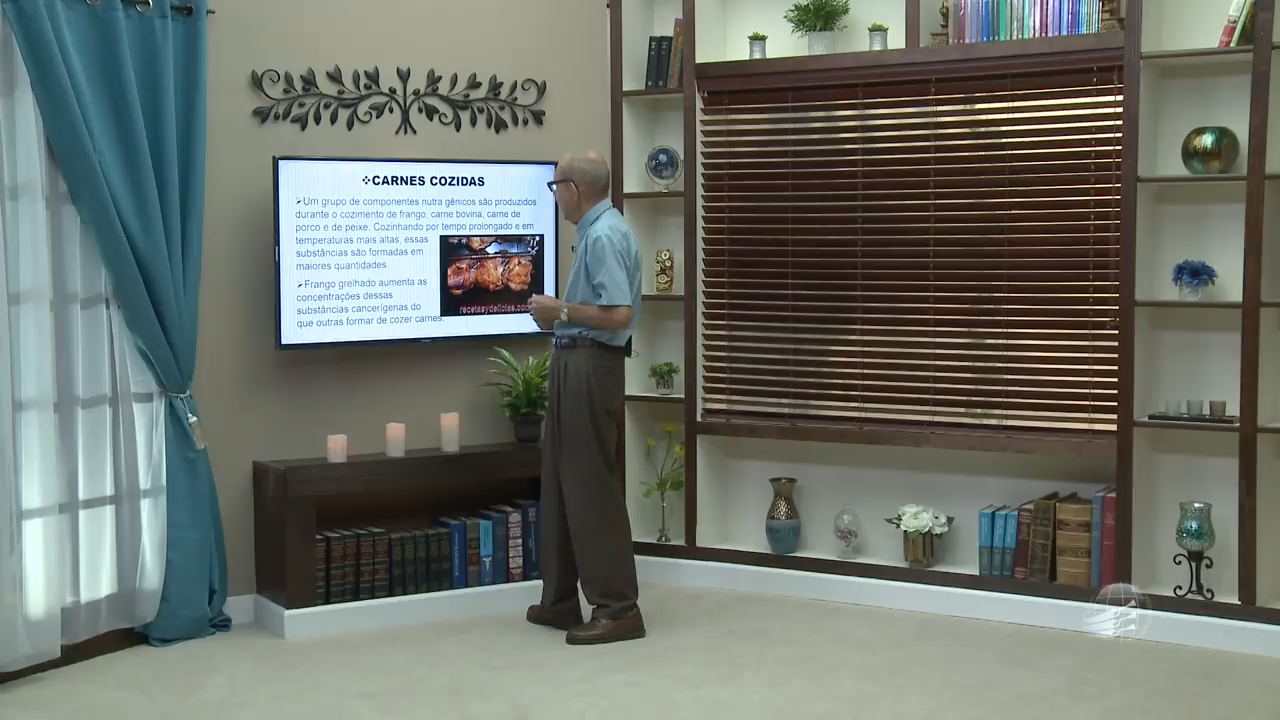 ❖CARNES COZIDAS
➢Um grupo de componentes nutra gênicos são produzidos
durante o cozimento de frango, carne bovina, carne de
porco e de peixe. Cozinhando por tempo prolongado e em
temperaturas mais altas, essas
substâncias são formadas em
maiores quantidades
➢Frango grelhado aumenta as
concentrações dessas
substâncias cancerígenas do
que outras formar de cozer carnes.
recetasydelicias.com